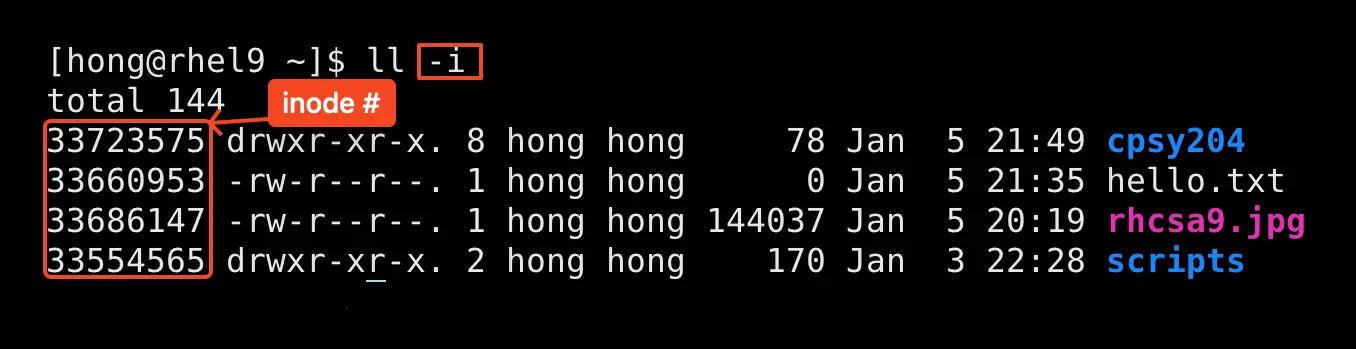 [hong@rhel9 ~]$ ll -i
total 144
inode #
33723575 drwxr-xr-x. 8 hong hong     78 Jan  5 21:49 cpsy204
33660953 -rw-r--r--. 1 hong hong      0 Jan  5 21:35 hello.txt
33686147 -rw-r--r--. 1 hong hong 144037 Jan  5 20:19 rhcsa9.jpg
33554565 drwxr-xr-x. 2 hong hong    170 Jan  3 22:28 scripts